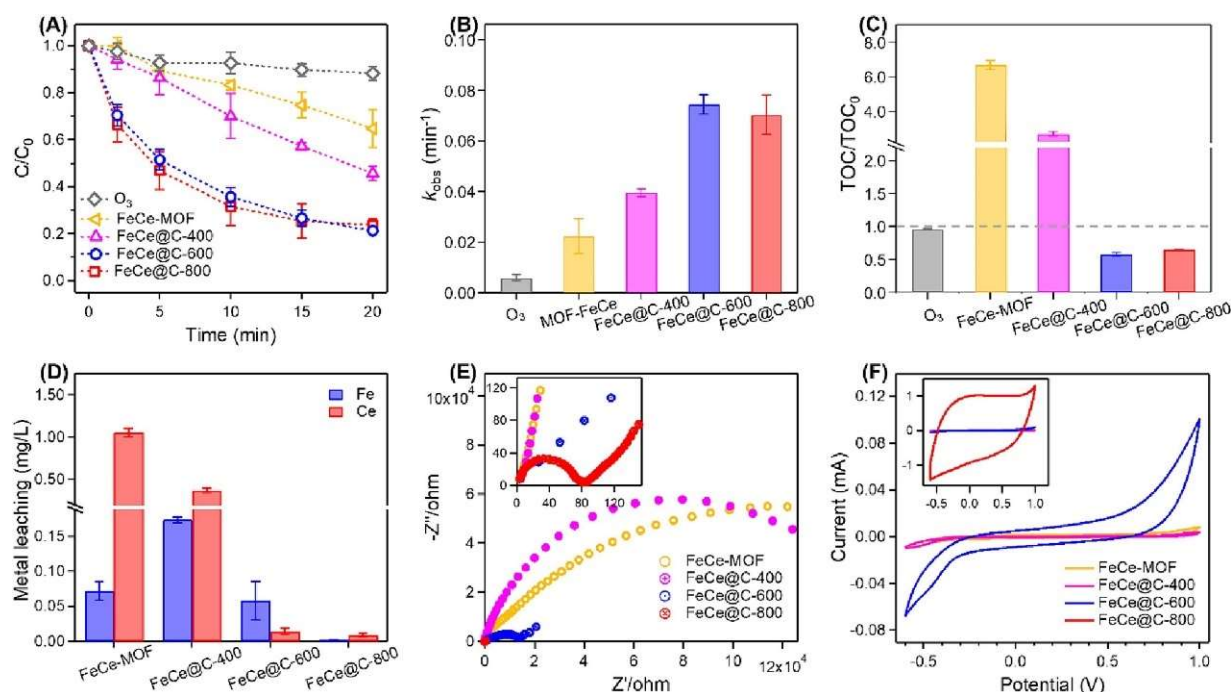 (A)
C/C0
1.0
0.8
0.6
0.4
0.2
0.0
O3
FeCe-MOF
FeCe@C-400
FeCe@C-600
FeCe@C-800
0 5 10 15 20
Time (min)
(B)
kobs (min-1)
0.10
0.08
0.06
0.04
0.02
0.00
O3 MOF-FeCe FeCe@C-400 FeCe@C-600 FeCe@C-800
(C)
TOC/TOC0
6.0
4.0
2.0
1.5
1.0
0.5
0.0
O3 FeCe-MOF FeCe@C-400 FeCe@C-600 FeCe@C-800
(D)
Metal leaching (mg/L)
1.50
1.00
0.50
0.15
0.10
0.05
0.00
Fe
Ce
FeCe-MOF FeCe@C-400 FeCe@C-600 FeCe@C-800
(E)
-Z''/ohm
10x10⁴
8
6
4
2
0
120
80
40
0
0 40 80 120
FeCe-MOF
FeCe@C-400
FeCe@C-600
FeCe@C-800
0 2 4 6 8 10 12x10⁴
Z'/ohm
(F)
Current (mA)
0.12
0.08
0.04
0.00
-0.04
-0.08
1
0
-1
-0.5 0.0 0.5 1.0
FeCe-MOF
FeCe@C-400
FeCe@C-600
FeCe@C-800
-0.5 0.0 0.5 1.0
Potential (V)